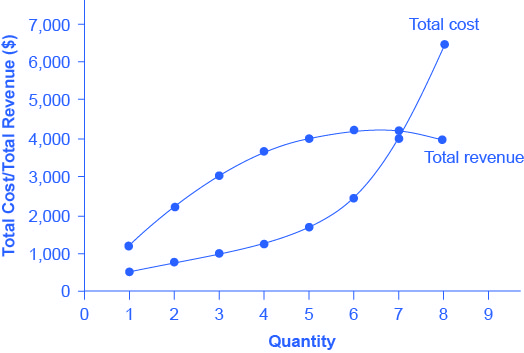 Total Cost/Total Revenue ($)
7,000
6,000
5,000
4,000
3,000
2,000
1,000
0
Total cost
Total revenue
0 1 2 3 4 5 6 7 8 9
Quantity